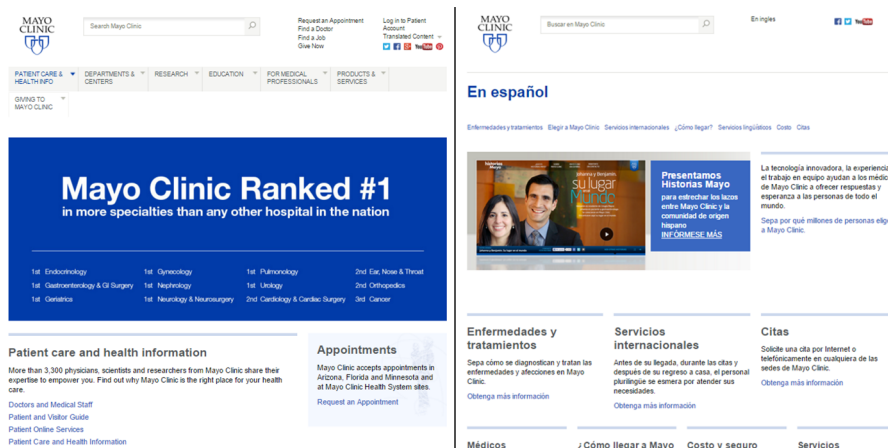 MAYO
CLINIC
Search Mayo Clinic
Request an Appointment
Find a Doctor
Find a Job
Give Now
Log in to Patient
Account
Translated Content
YouTube
PATIENT CARE &
HEALTH INFO
DEPARTMENTS &
CENTERS
RESEARCH
EDUCATION
FOR MEDICAL
PROFESSIONALS
PRODUCTS &
SERVICES
GIVING TO
MAYO CLINIC
Mayo Clinic Ranked #1
in more specialties than any other hospital in the nation
1st Endocrinology
1st Gynecology
1st Pulmonology
2nd Ear, Nose & Throat
1st Gastroenterology & GI Surgery
1st Nephrology
1st Urology
2nd Orthopedics
1st Geriatrics
1st Neurology & Neurosurgery
2nd Cardiology & Cardiac Surgery
3rd Cancer
Patient care and health information
More than 3,300 physicians, scientists and researchers from Mayo Clinic share their
expertise to empower you. Find out why Mayo Clinic is the right place for your health
care.
Doctors and Medical Staff
Patient and Visitor Guide
Patient Online Services
Patient Care and Health Information
Appointments
Mayo Clinic accepts appointments in
Arizona, Florida and Minnesota and
at Mayo Clinic Health System sites.
Request an Appointment
MAYO
CLINIC
Buscar en Mayo Clinic
En ingles
YouTube
En español
Enfermedades y tratamientos Elegir a Mayo Clinic Servicios internacionales ¿Cómo llegar? Servicios lingüísticos Costo Citas
historias
Mayo
Johanna y Benjamin
su lugar
Mundo
Presentamos
Historias Mayo
para estrechar los lazos
entre Mayo Clinic y la
comunidad de origen
hispano
INFÓRMESE MÁS
La tecnología innovadora, la experiencia
el trabajo en equipo ayudan a los médic
de Mayo Clinic a ofrecer respuestas y
esperanza a las personas de todo el
mundo.
Sepa por qué millones de personas elig
a Mayo Clinic.
Enfermedades y
tratamientos
Sepa cómo se diagnostican y tratan las
enfermedades y afecciones en Mayo
Clinic.
Obtenga más información
Servicios
internacionales
Antes de su llegada, durante las citas y
después de su regreso a casa, el personal
plurilingüe se esmera por atender sus
necesidades.
Obtenga más información
Citas
Solicite una cita por Internet o
telefónicamente en cualquiera de las
sedes de Mayo Clinic.
Obtenga más información
Médicos
¿Cómo llegar a Mayo
Costo y seguro
Servicios